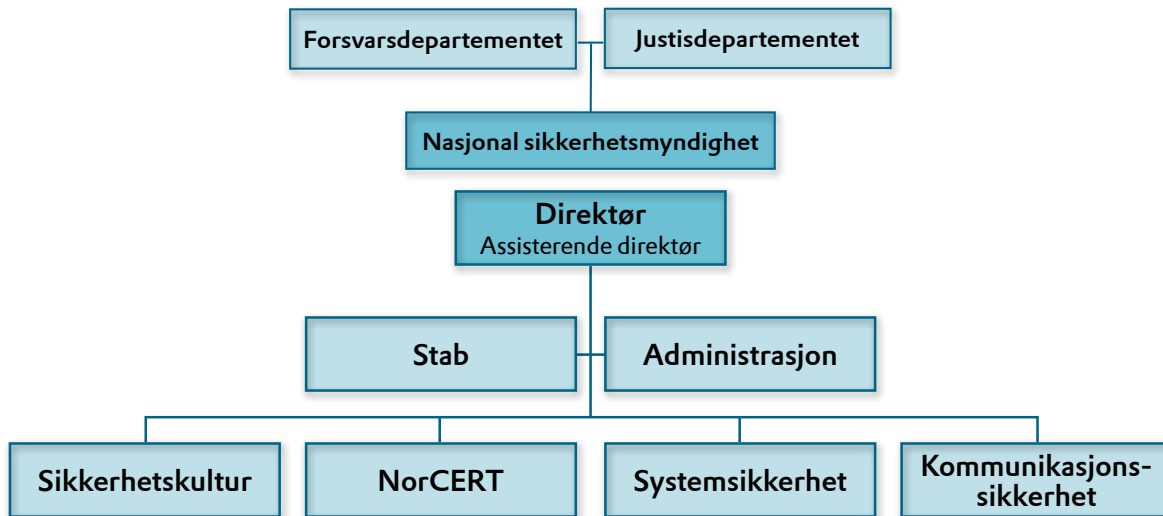 Forsvarsdepartementet
Justisdepartementet
Nasjonal sikkerhetsmyndighet
Direktør
Assisterende direktør
Stab
Administrasjon
Sikkerhetskultur
NorCERT
Systemsikkerhet
Kommunikasjons-
sikkerhet